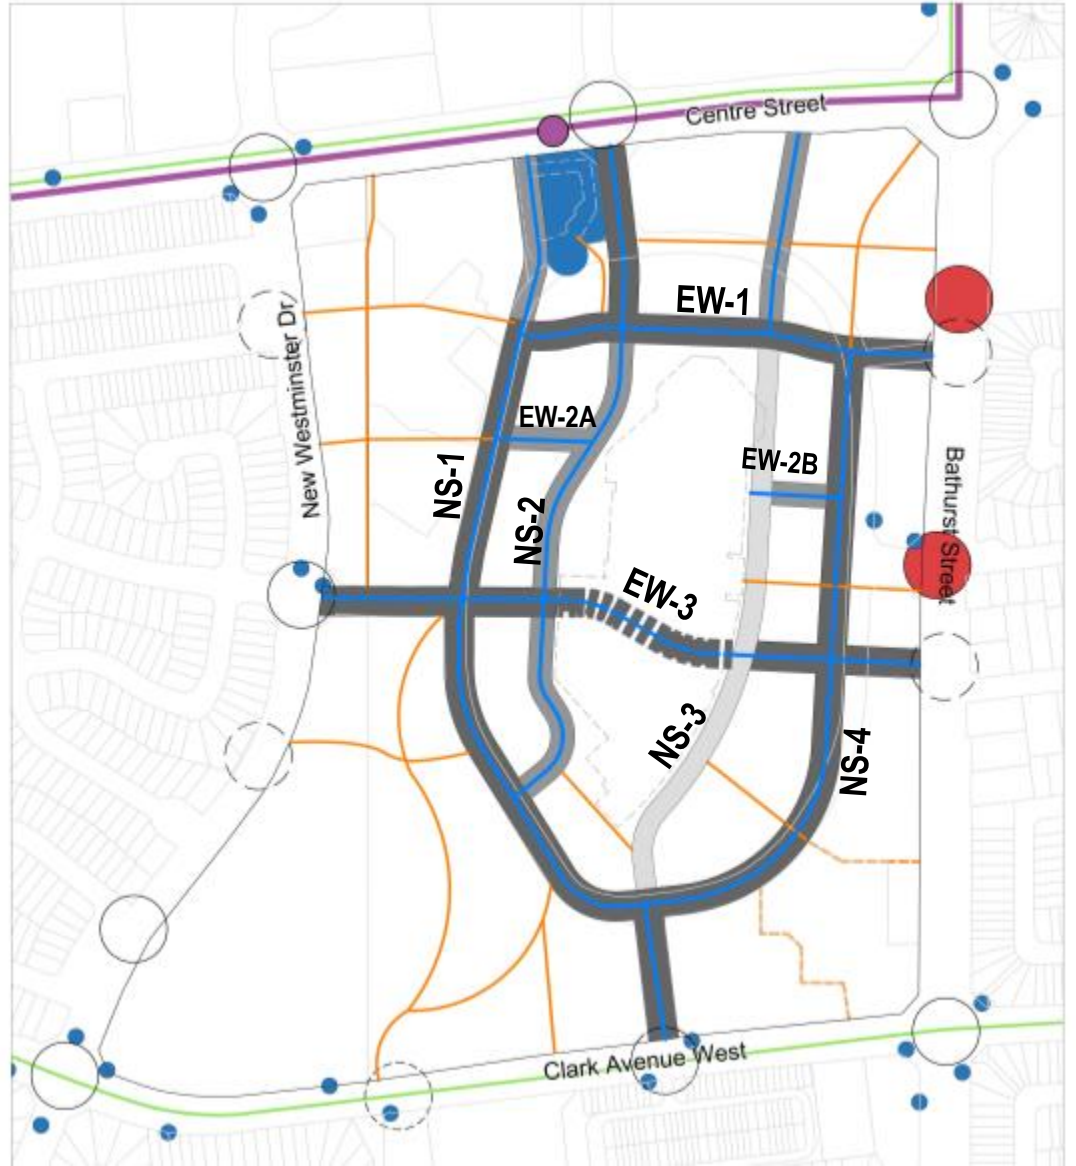 Centre Street
EW-1
New Westminster Dr
EW-2A
NS-1
EW-2B
Bathurst Street
NS-2
EW-3
NS-3
NS-4
Clark Avenue West